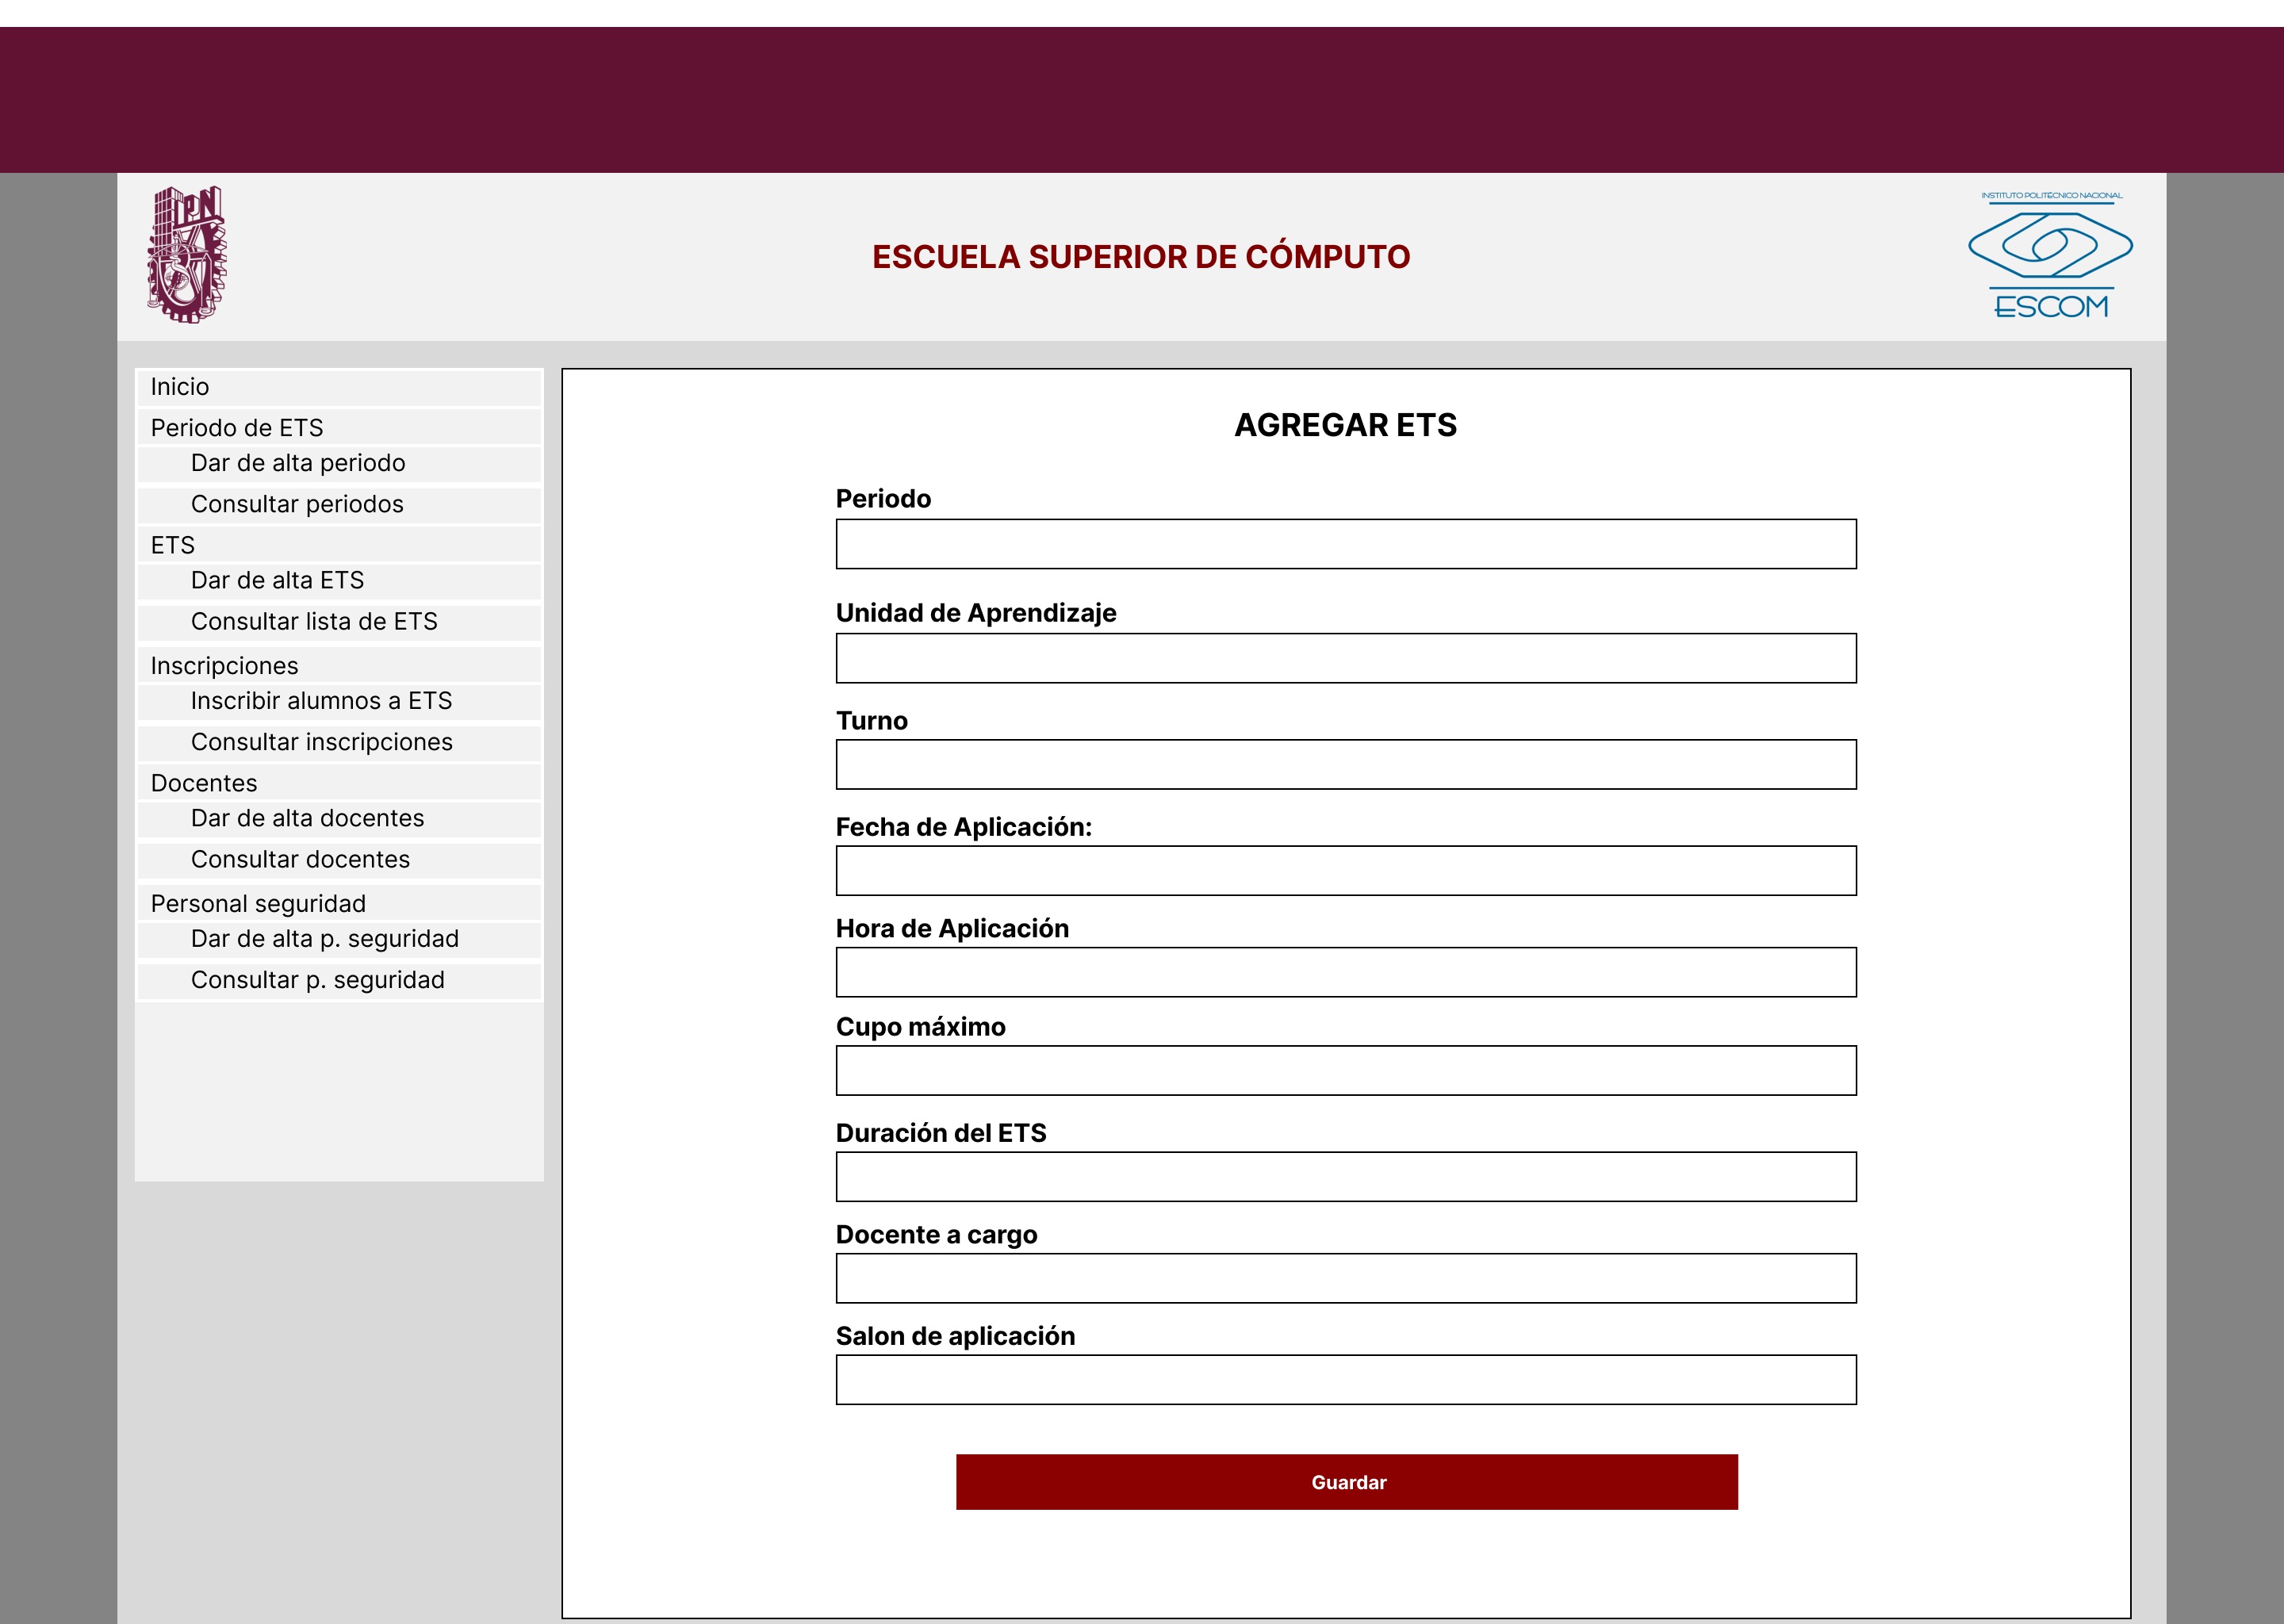 IPN
INSTITUTO POLITÉCNICO NACIONAL
ESCUELA SUPERIOR DE CÓMPUTO
ESCOM
Inicio
Periodo de ETS
Dar de alta periodo
Consultar periodos
ETS
Dar de alta ETS
Consultar lista de ETS
Inscripciones
Inscribir alumnos a ETS
Consultar inscripciones
Docentes
Dar de alta docentes
Consultar docentes
Personal seguridad
Dar de alta p. seguridad
Consultar p. seguridad
AGREGAR ETS
Periodo
Unidad de Aprendizaje
Turno
Fecha de Aplicación:
Hora de Aplicación
Cupo máximo
Duración del ETS
Docente a cargo
Salon de aplicación
Guardar